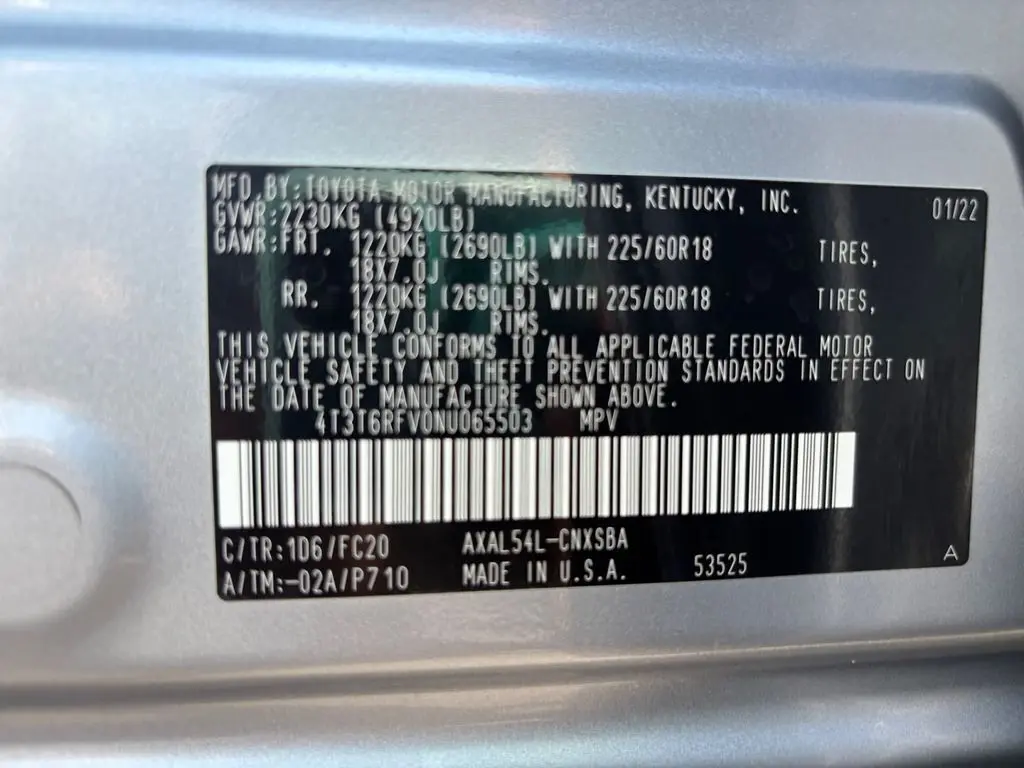 MFD BY:TOYOTA MOTOR MANUFACTURING, KENTUCKY, INC. 01/22
GVWR:2230KG (4920LB)
GAWR:FRT. 1220KG (2690LB) WITH 225/60R18 TIRES,
18X7.0J RIMS.
RR. 1220KG (2690LB) WITH 225/60R18 TIRES,
18X7.0J RIMS.
THIS VEHICLE CONFORMS TO ALL APPLICABLE FEDERAL MOTOR
VEHICLE SAFETY AND THEFT PREVENTION STANDARDS IN EFFECT ON
THE DATE OF MANUFACTURE SHOWN ABOVE.
4T3T6RFV0NU065503 MPV
C/TR:1D6/FC20 AXAL54L-CNXSBA
A/TM:-02A/P710 MADE IN U.S.A. 53525 A